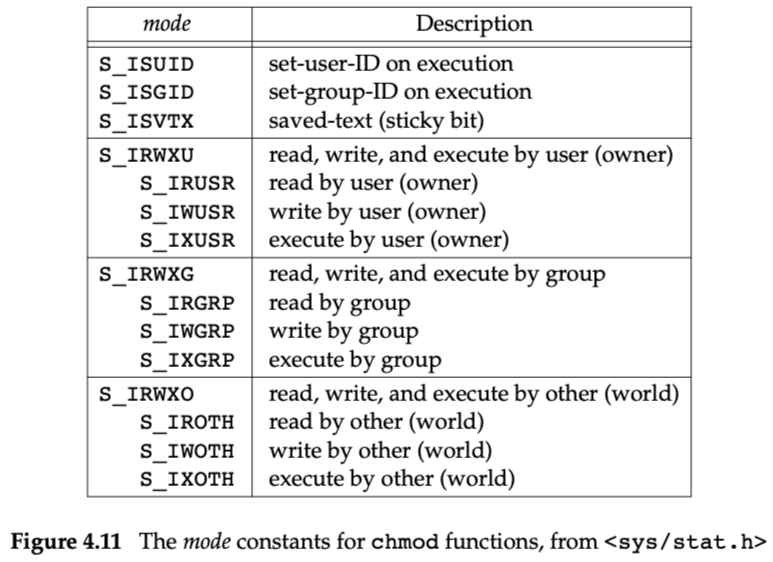 mode Description
S_ISUID set-user-ID on execution
S_ISGID set-group-ID on execution
S_ISVTX saved-text (sticky bit)
S_IRWXU read, write, and execute by user (owner)
S_IRUSR read by user (owner)
S_IWUSR write by user (owner)
S_IXUSR execute by user (owner)
S_IRWXG read, write, and execute by group
S_IRGRP read by group
S_IWGRP write by group
S_IXGRP execute by group
S_IRWXO read, write, and execute by other (world)
S_IROTH read by other (world)
S_IWOTH write by other (world)
S_IXOTH execute by other (world)
Figure 4.11 The mode constants for chmod functions, from <sys/stat.h>